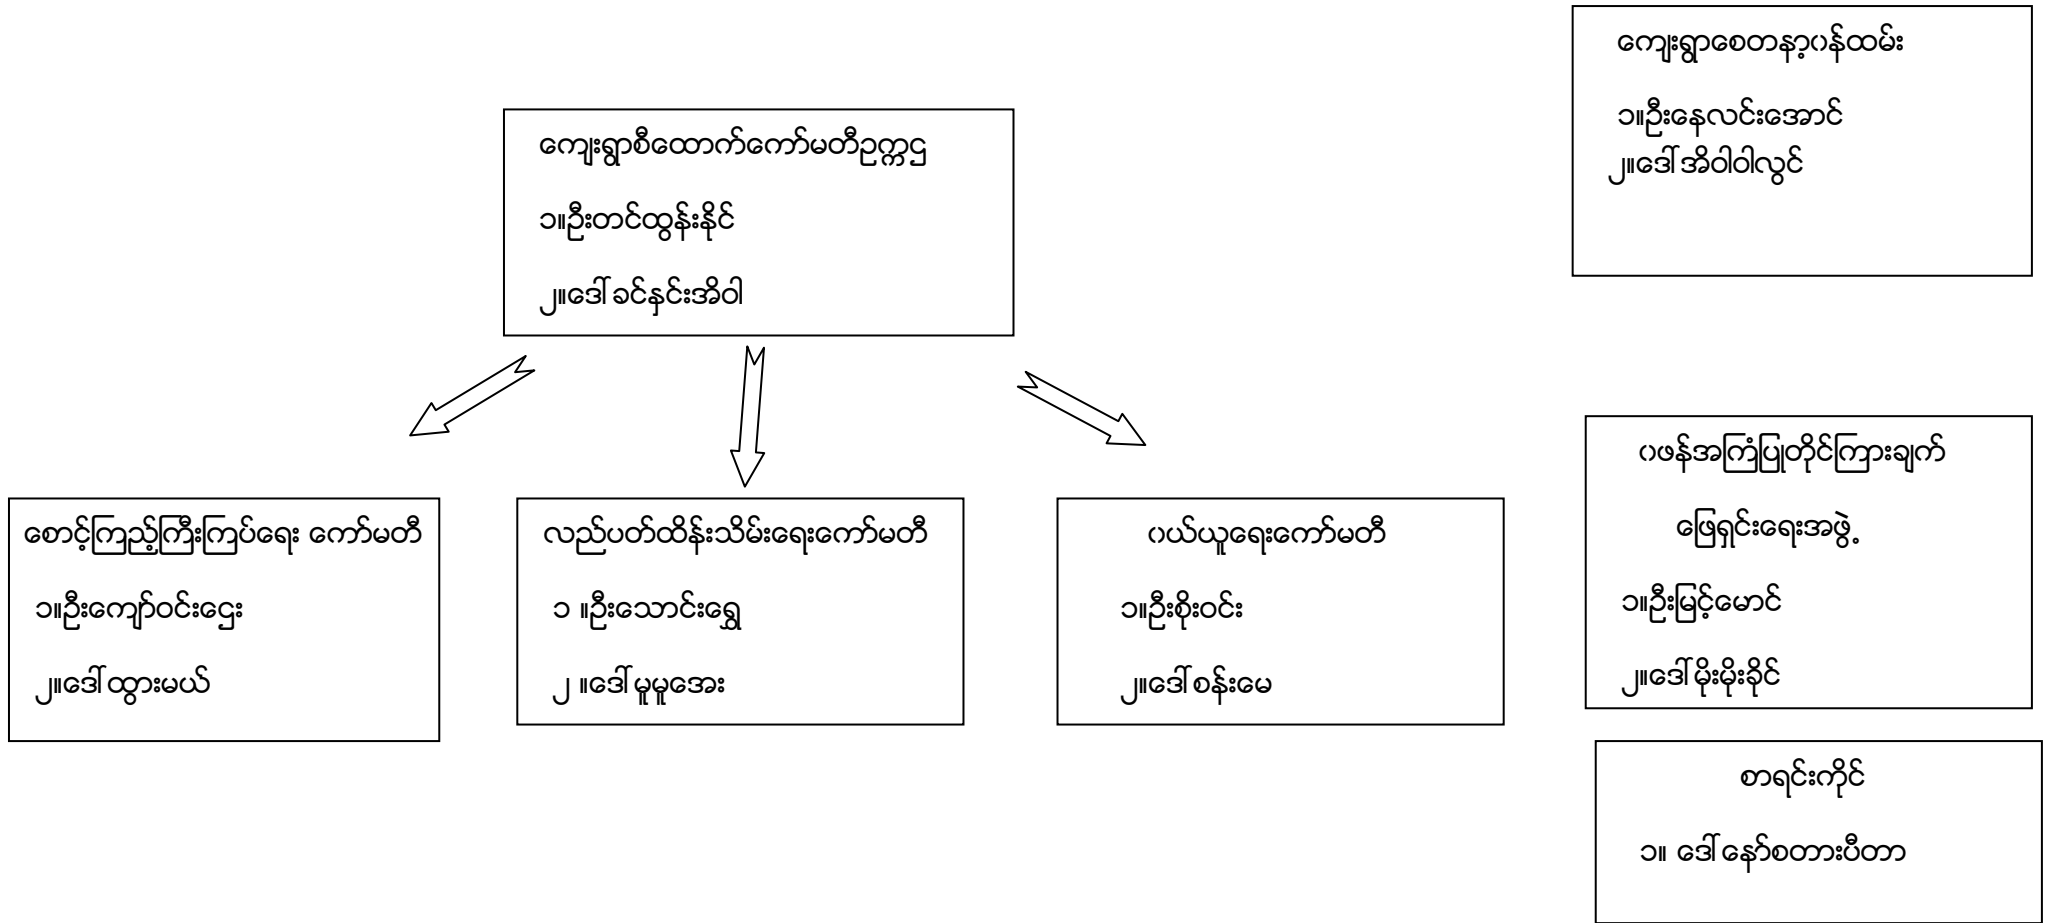 ကျေးရွာစေတနာ့ဝန်ထမ်း
၁။ဦးနေလင်းအောင်
၂။ဒေါ်အိဝါဝါလွင်
ကျေးရွာစီထောက်ကော်မတီဥက္ကဌ
၁။ဦးတင်ထွန်းနိုင်
၂။ဒေါ်ခင်နှင်းအိဝါ
စောင့်ကြည့်ကြီးကြပ်ရေး ကော်မတီ
၁။ဦးကျော်ဝင်းဌေး
၂။ဒေါ်ထွားမယ်
လည်ပတ်ထိန်းသိမ်းရေးကော်မတီ
၁ ။ဦးသောင်းရွှေ
၂ ။ဒေါ်မူမူအေး
ဝယ်ယူရေးကော်မတီ
၁။ဦးစိုးဝင်း
၂။ဒေါ်စန်းမေ
ဝဖန်အကြံပြုတိုင်ကြားချက်
ဖြေရှင်းရေးအဖွဲ့
၁။ဦးမြင့်မောင်
၂။ဒေါ်မိုးမိုးခိုင်
စာရင်းကိုင်
၁။ ဒေါ်နော်စတားပီတာ